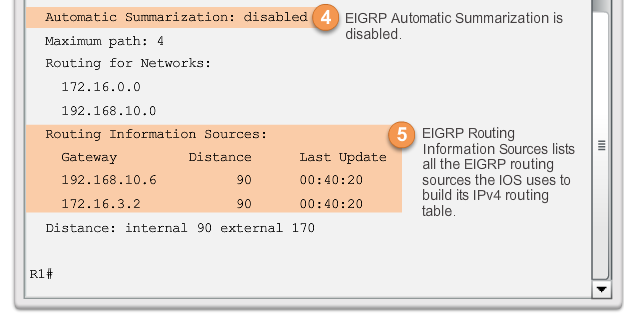 Automatic Summarization: disabled
4
EIGRP Automatic Summarization is
disabled.
Maximum path: 4
Routing for Networks:
172.16.0.0
192.168.10.0
Routing Information Sources:
Gateway Distance Last Update
192.168.10.6 90 00:40:20
172.16.3.2 90 00:40:20
5
EIGRP Routing
Information Sources lists
all the EIGRP routing
sources the IOS uses to
build its IPv4 routing
table.
Distance: internal 90 external 170
R1#